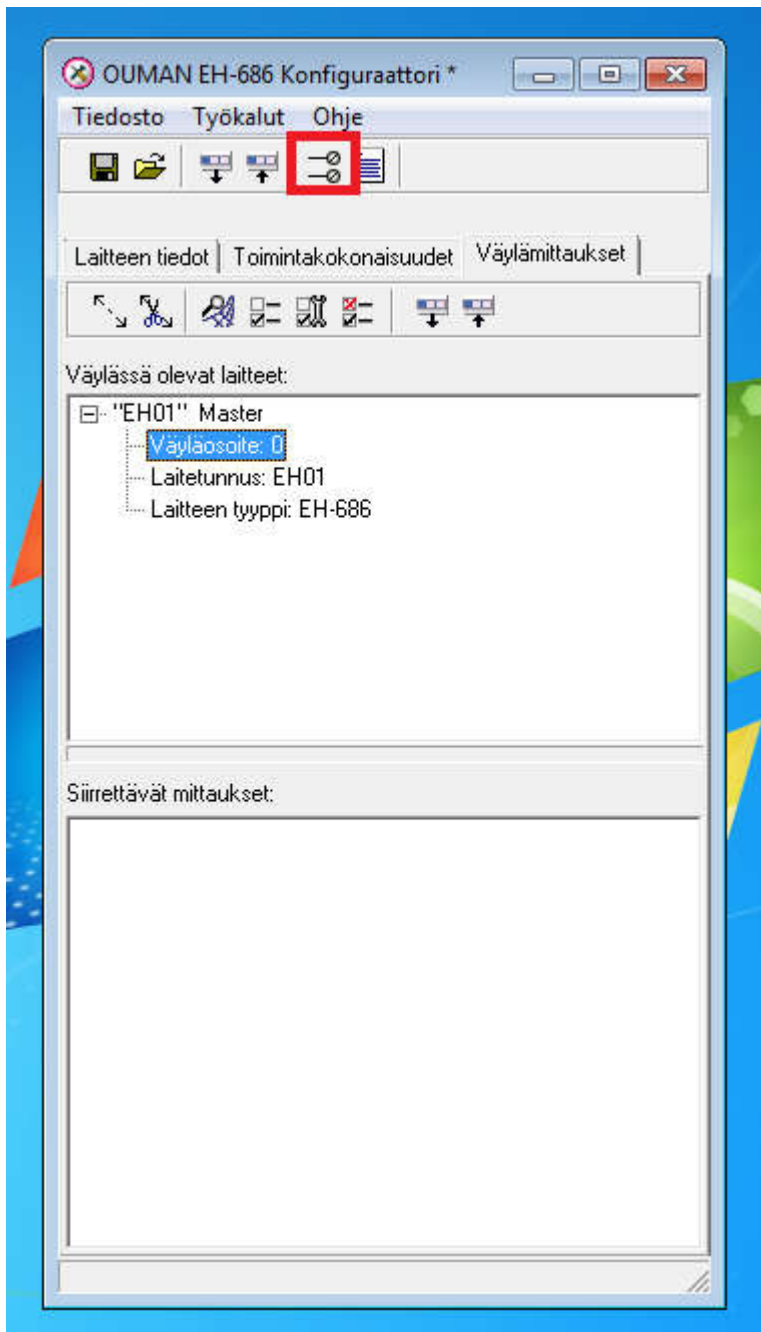 OUMAN EH-686 Konfiguraattori *
Tiedosto Työkalut Ohje
Laitteen tiedot Toimintakokonaisuudet Väylämittaukset
Väylässä olevat laitteet:
"EH01" Master
Väyläosoite: 0
Laitetunnus: EH01
Laitteen tyyppi: EH-686
Siirrettävät mittaukset: